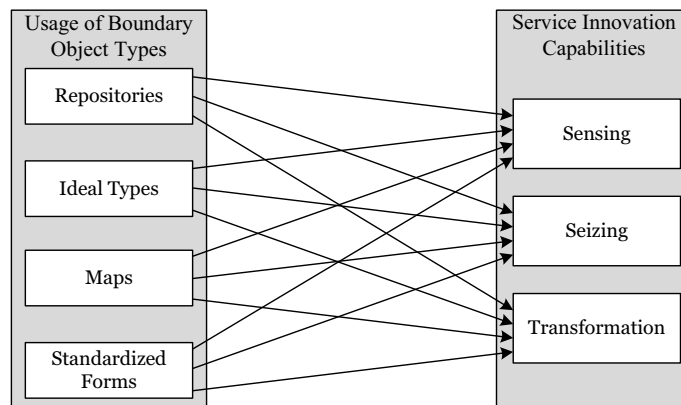 Usage of Boundary
Object Types
Repositories
Ideal Types
Maps
Standardized
Forms
Service Innovation
Capabilities
Sensing
Seizing
Transformation